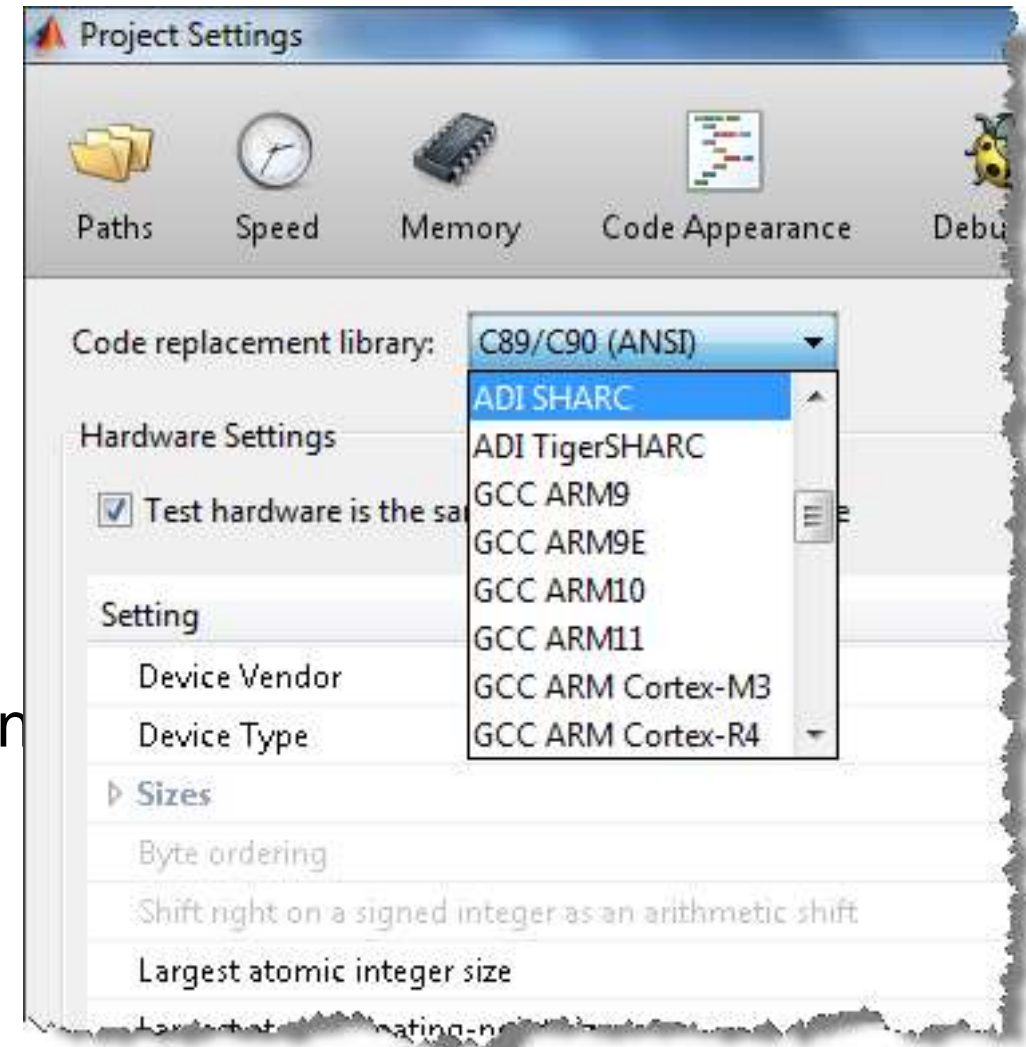 Project Settings
Paths Speed Memory Code Appearance Debu
Code replacement library: C89/C90 (ANSI)
ADI SHARC
Hardware Settings
ADI TigerSHARC
GCC ARM9
Test hardware is the sa e
GCC ARM9E
GCC ARM10
Setting
GCC ARM11
Device Vendor
GCC ARM Cortex-M3
n
Device Type
GCC ARM Cortex-R4
Sizes
Byte ordering
Shift right on a signed integer as an arithmetic shift
Largest atomic integer size